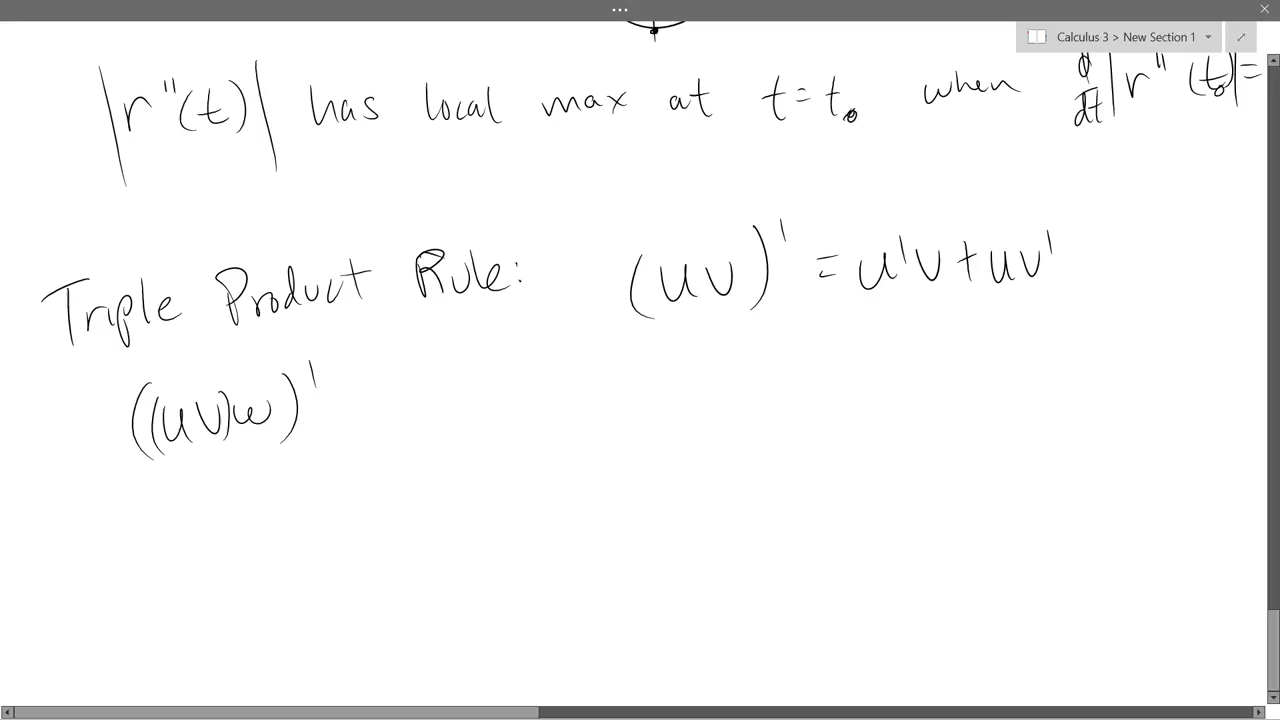 Calculus 3 > New Section 1
|r''(t)| has local max at t=t₀ when d/dt |r''(t₀)| =
Triple Product Rule: (uv)' = u'v + uv'
((uv)w)'